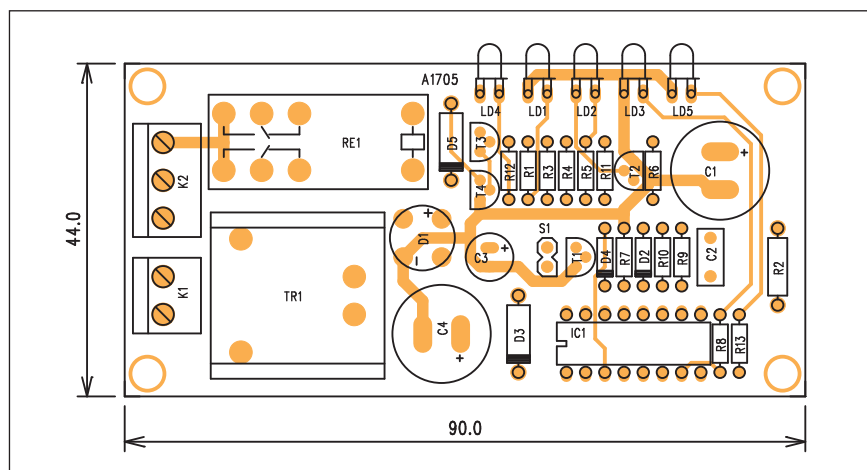 A1705
LD4 LD1 LD2 LD3 LD5
RE1
D5
T3
T4
R12
R1
R3
R4
R5
R11
T2
R6
C1
+
K2
44.0
D1
+
-
C3
+
S1
T1
D4
R7
D2
R10
R9
C2
R2
K1
TR1
C4
+
D3
IC1
R8
R13
90.0